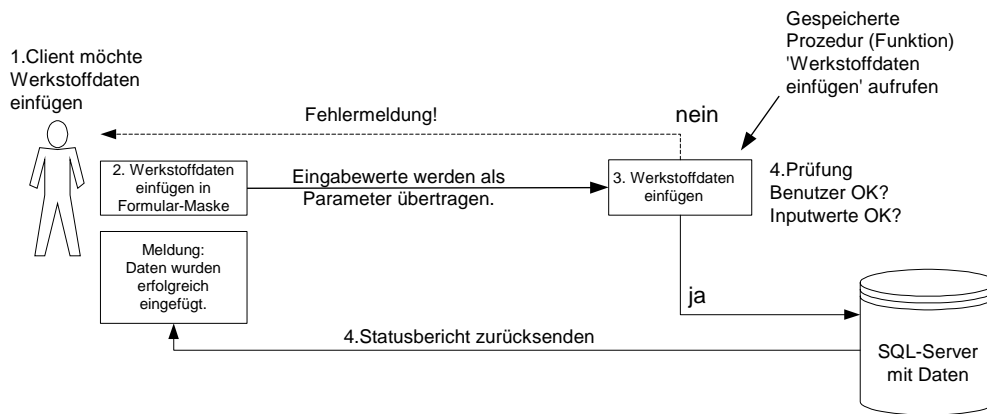 1.Client möchte
Werkstoffdaten
einfügen
Gespeicherte
Prozedur (Funktion)
'Werkstoffdaten
einfügen' aufrufen
Fehlermeldung!
nein
2. Werkstoffdaten
einfügen in
Formular-Maske
Eingabewerte werden als
Parameter übertragen.
3. Werkstoffdaten
einfügen
4.Prüfung
Benutzer OK?
Inputwerte OK?
Meldung:
Daten wurden
erfolgreich
eingefügt.
ja
4.Statusbericht zurücksenden
SQL-Server
mit Daten